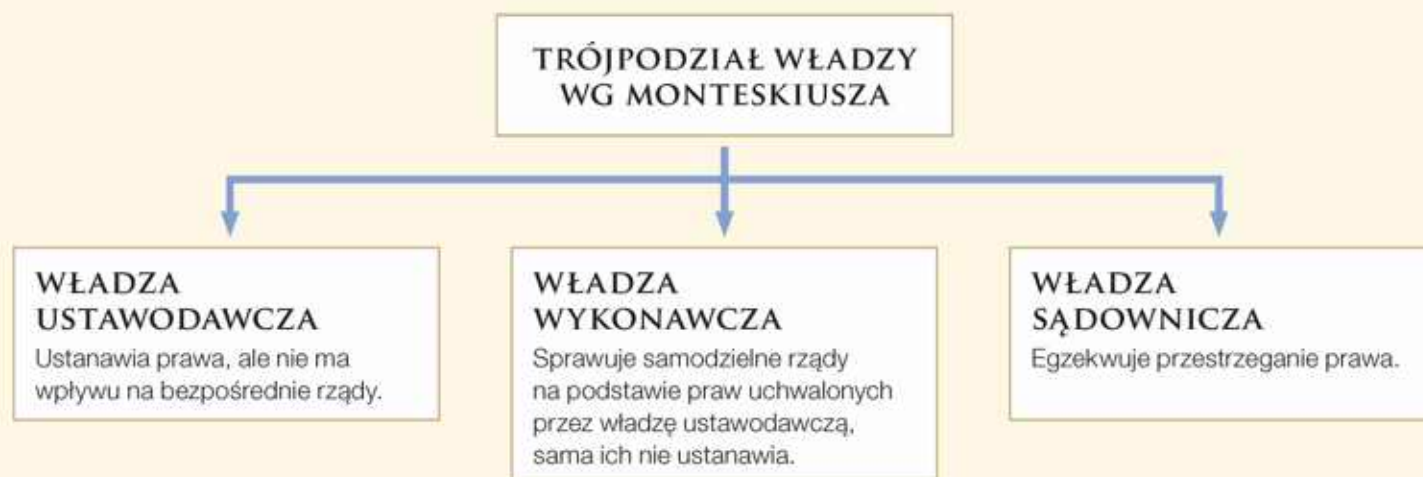 TRÓJPODZIAŁ WŁADZY
WG MONTESKIUSZA
WŁADZA
USTAWODAWCZA
Ustanawia prawa, ale nie ma
wpływu na bezpośrednie rządy.
WŁADZA
WYKONAWCZA
Sprawuje samodzielne rządy
na podstawie praw uchwalonych
przez władzę ustawodawczą,
sama ich nie ustanawia.
WŁADZA
SĄDOWNICZA
Egzekwuje przestrzeganie prawa.